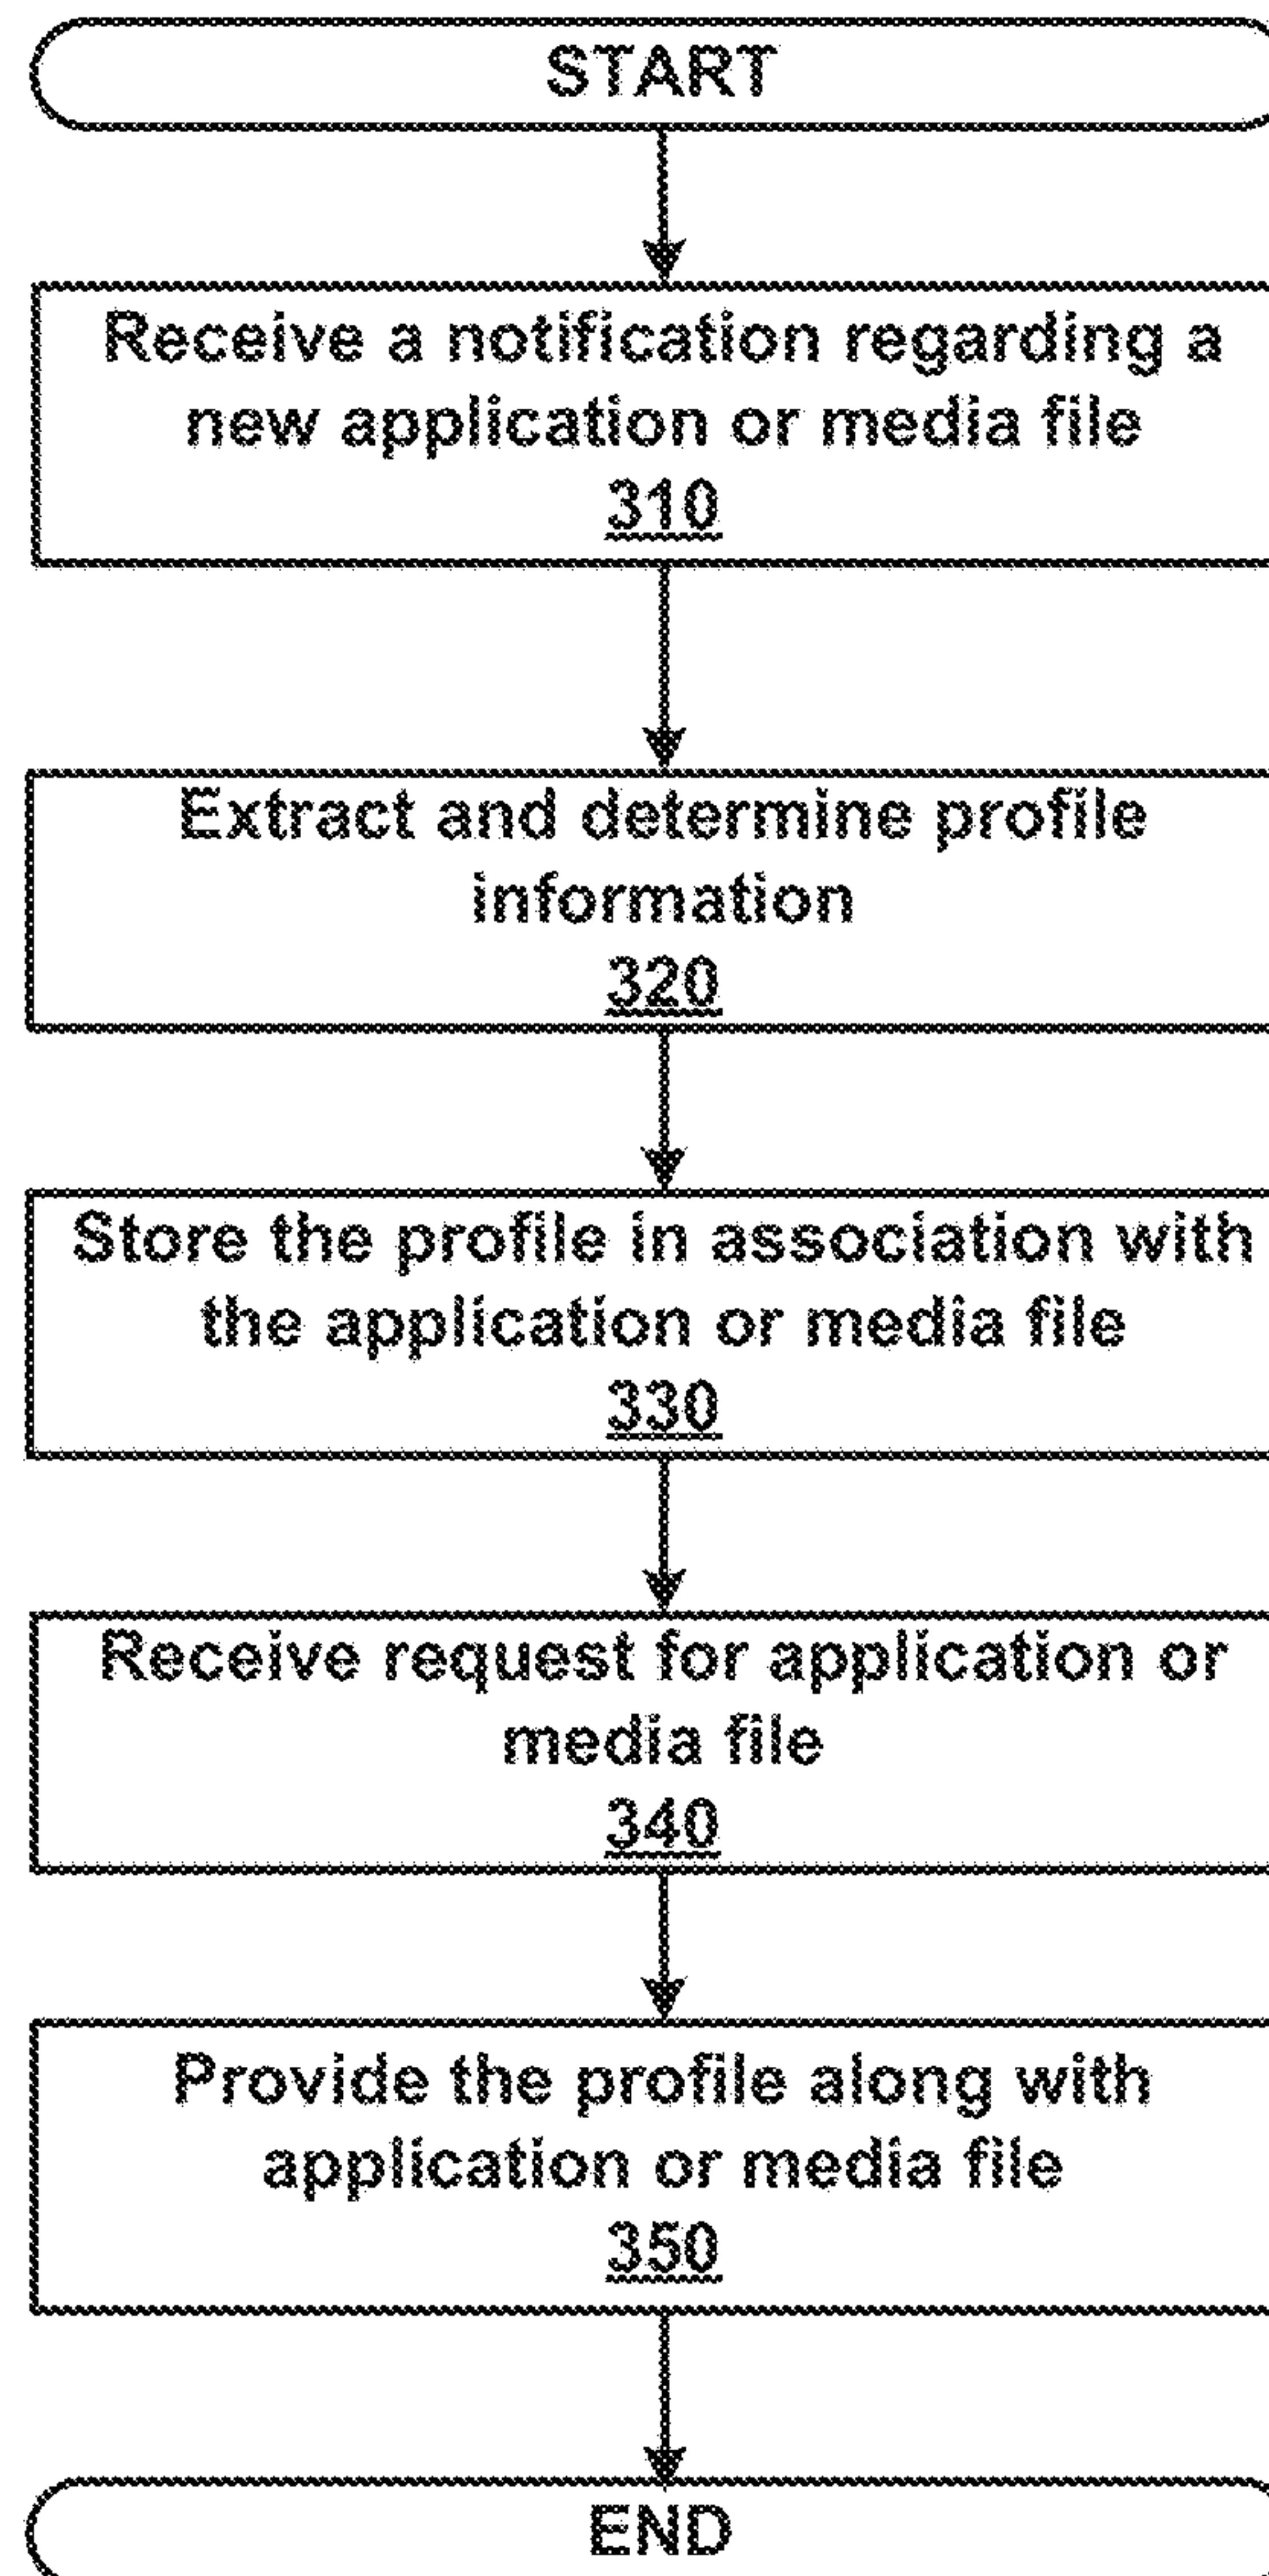 START
Receive a notification regarding a
new application or media file
310
Extract and determine profile
information
320
Store the profile in association with
the application or media file
330
Receive request for application or
media file
340
Provide the profile along with
application or media file
350
END